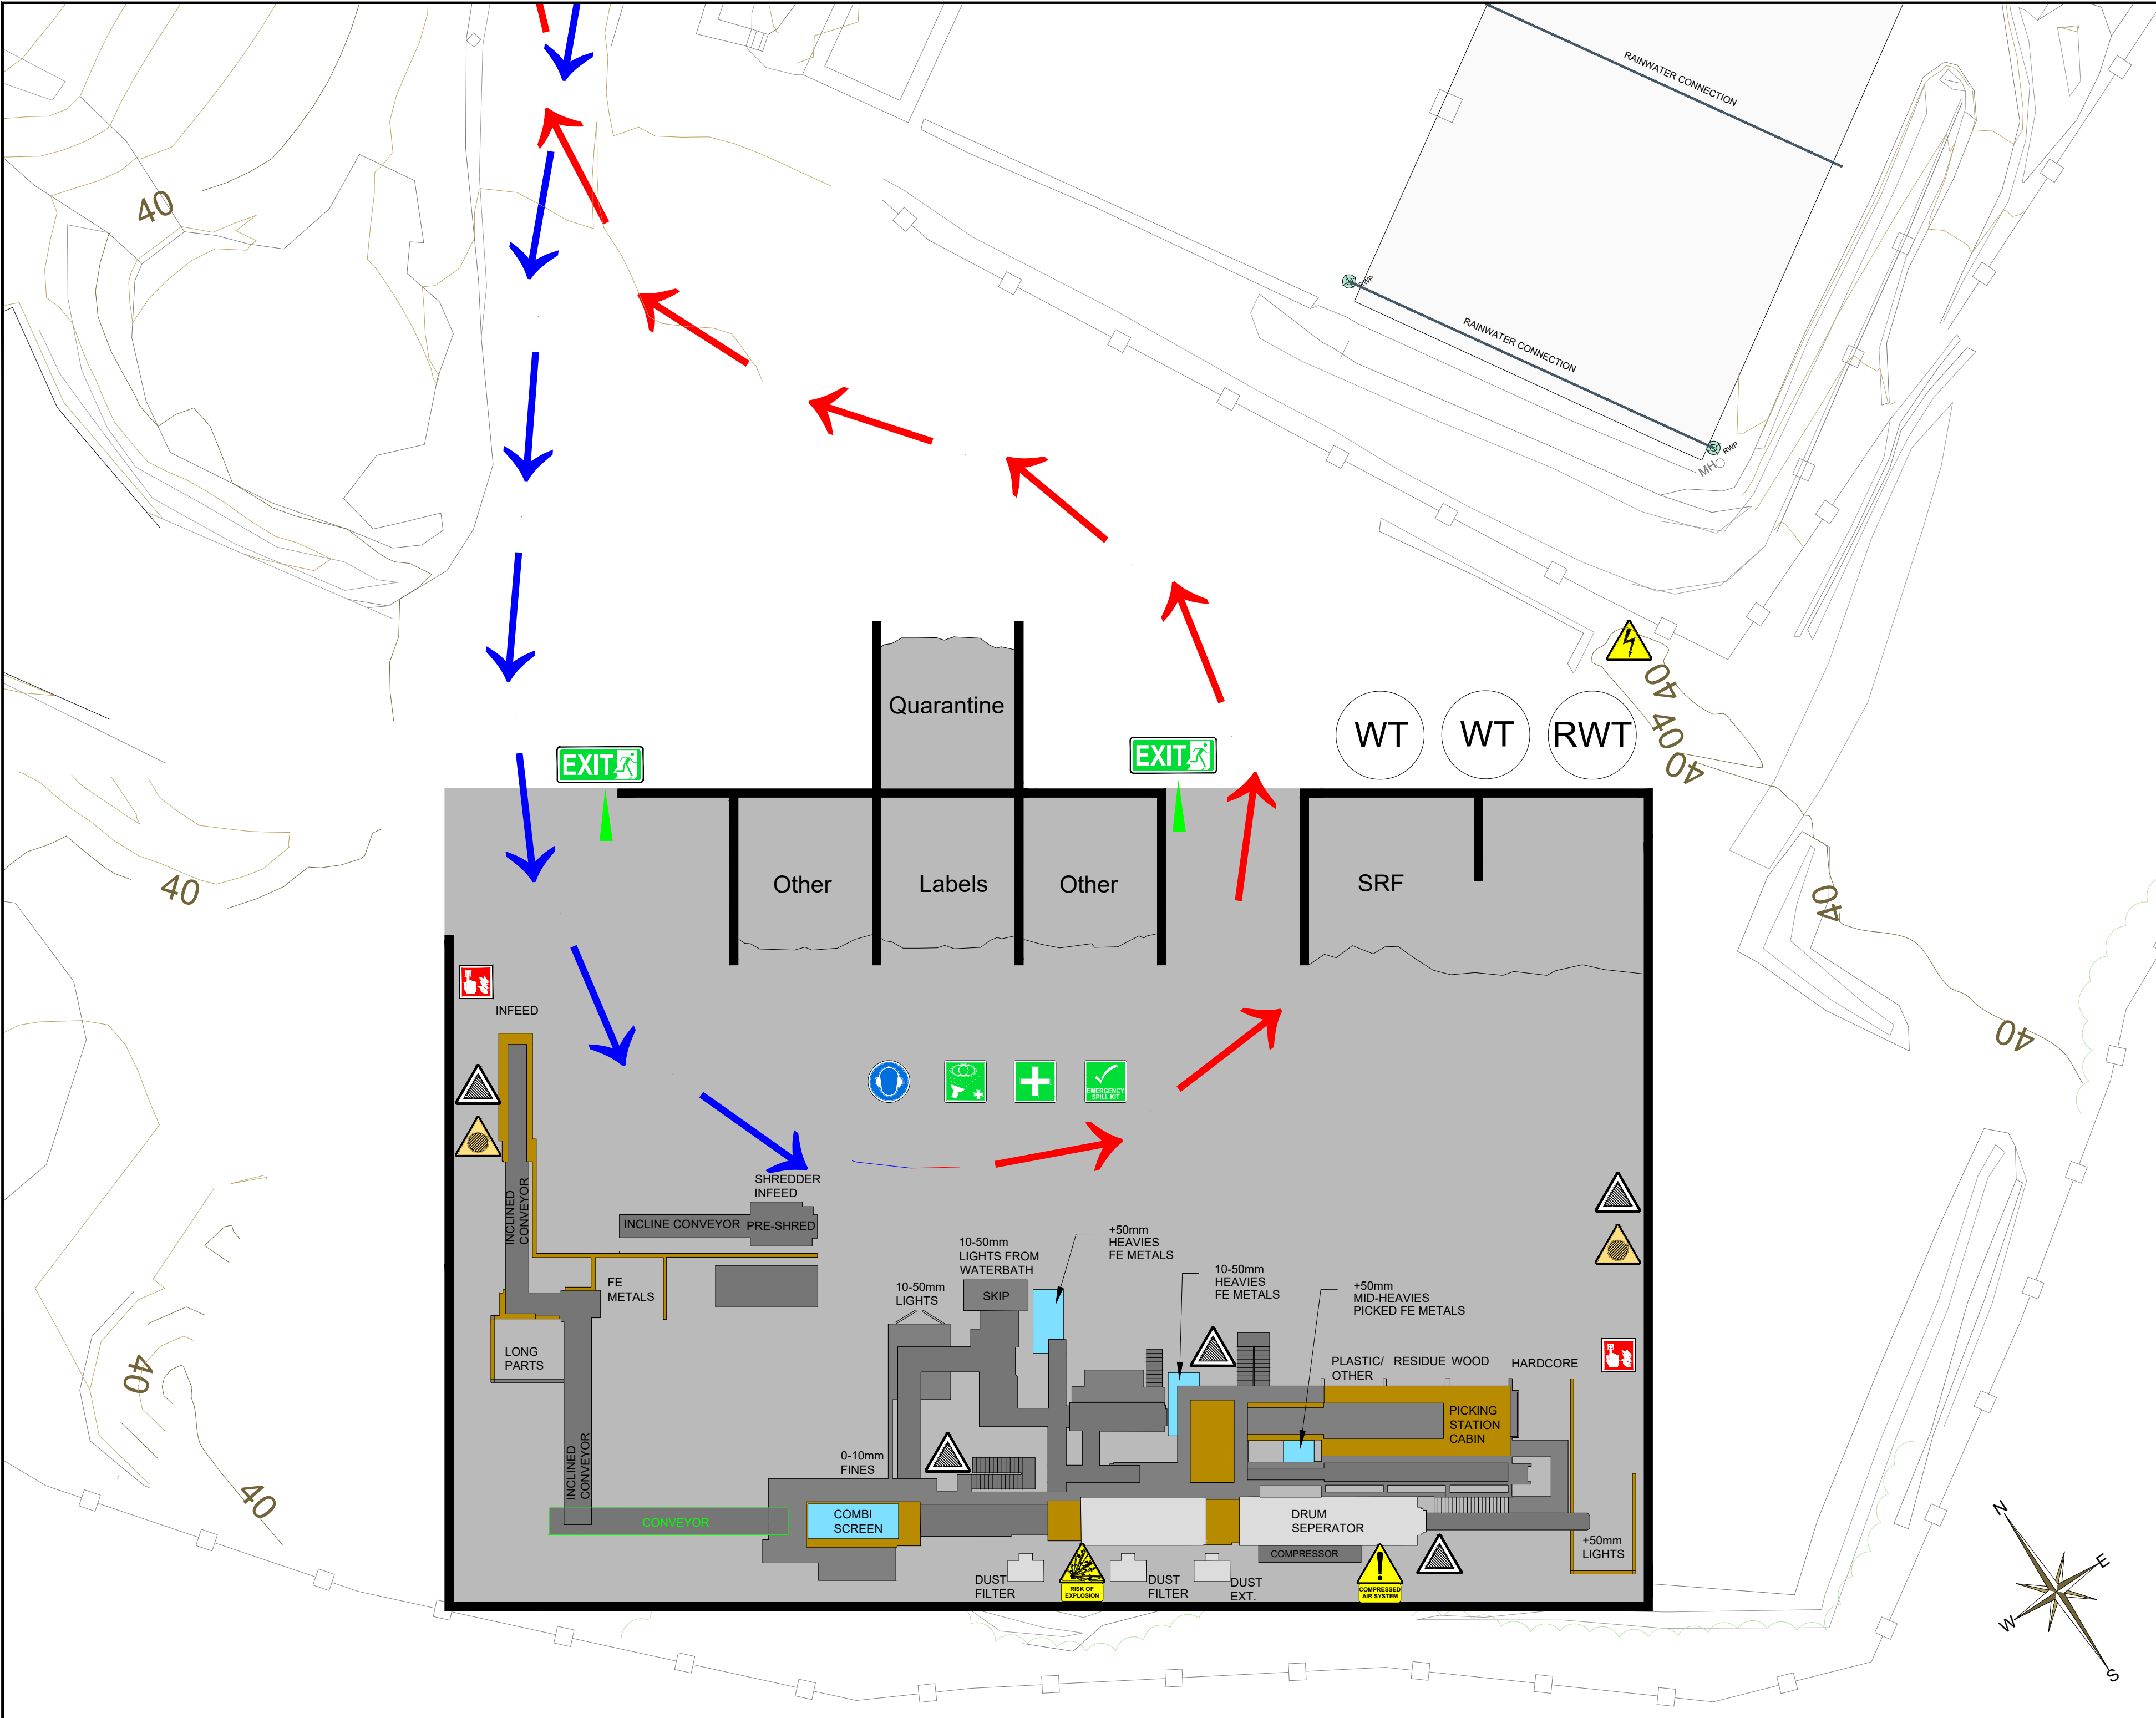 RAINWATER CONNECTION
40
RWP
RAINWATER CONNECTION
RWP
MH
40
40
40
Quarantine
WT
WT
RWT
EXIT
EXIT
Other
Labels
Other
SRF
40
40
INFEED
40
EMERGENCY
SPILL KIT
SHREDDER
INFEED
INCLINED
CONVEYOR
INCLINE CONVEYOR
PRE-SHRED
+50mm
HEAVIES
FE METALS
10-50mm
LIGHTS FROM
WATERBATH
10-50mm
HEAVIES
FE METALS
+50mm
MID-HEAVIES
PICKED FE METALS
FE
METALS
10-50mm
LIGHTS
SKIP
LONG
PARTS
PLASTIC/
OTHER
RESIDUE
WOOD
HARDCORE
40
PICKING
STATION
CABIN
INCLINED
CONVEYOR
0-10mm
FINES
40
CONVEYOR
COMBI
SCREEN
DRUM
SEPERATOR
COMPRESSOR
+50mm
LIGHTS
DUST
FILTER
RISK OF
EXPLOSION
DUST
FILTER
DUST
EXT.
COMPRESSED
AIR SYSTEM
N
E
W
S